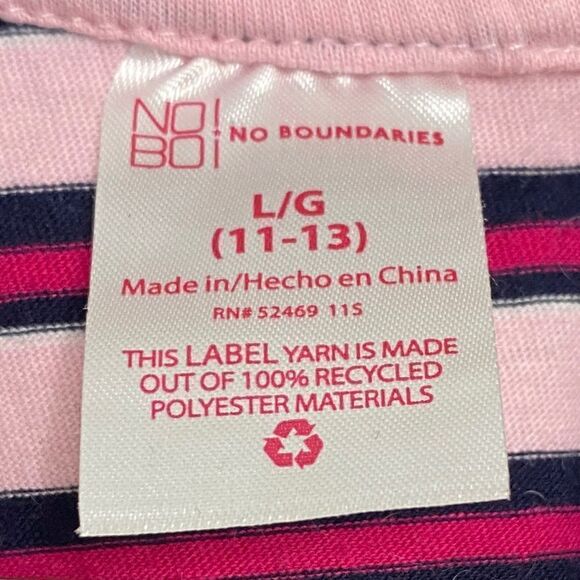 NO
BO
NO BOUNDARIES
L/G
(11-13)
Made in/Hecho en China
RN# 52469 11S
THIS LABEL YARN IS MADE
OUT OF 100% RECYCLED
POLYESTER MATERIALS